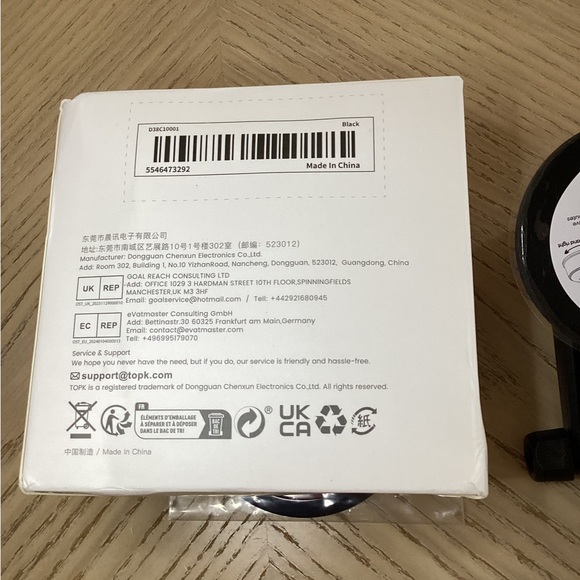 D38C10001 Black
5546473292 Made In China
东莞市晨讯电子有限公司
地址:东莞市南城区艺展路10号1号楼302室 (邮编: 523012)
Manufacturer: Dongguan Chenxun Electronics Co.,Ltd.
Add: Room 302, Building 1, No.10 YizhanRoad, Nancheng, Dongguan, 523012, Guangdong, China
UK REP
GOAL REACH CONSULTING LTD
Add: OFFICE 1029 3 HARDMAN STREET 10TH FLOOR,SPINNINGFIELDS
MANCHESTER,UK M3 3HF
Email: goalservice@hotmail.com / Tell: +442921680945
EC REP
eVatmaster Consulting GmbH
Add: Bettinastr.30 60325 Frankfurt am Main,Germany
Email: contact@evatmaster.com
Tell: +496995179070
Service & Support
We hope you never have the need, but if you do, our service is friendly and hassle-free.
support@topk.com
TOPK is a registered trademark of Dongguan Chenxun Electronics Co.,Ltd. All rights reserved.
FR
ÉLÉMENTS D'EMBALLAGE
À SÉPARER ET À DÉPOSER
DANS LE BAC DE TRI
BAC
DE TRI
UK
CA
紙
中国制造 / Made in China